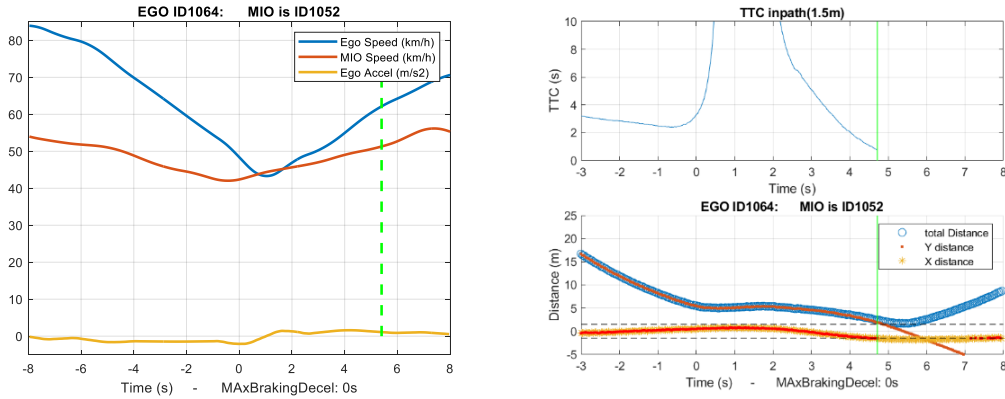 EGO ID1064: MIO is ID1052
Ego Speed (km/h)
MIO Speed (km/h)
Ego Accel (m/s2)
80
70
60
50
40
30
20
10
0
-8 -6 -4 -2 0 2 4 6 8
Time (s) - MAxBrakingDecel: 0s
TTC inpath(1.5m)
TTC (s)
10
8
6
4
2
0
-3 -2 -1 0 1 2 3 4 5 6 7 8
Time (s)
EGO ID1064: MIO is ID1052
total Distance
Y distance
X distance
Distance (m)
25
20
15
10
5
0
-5
-3 -2 -1 0 1 2 3 4 5 6 7 8
Time (s) - MAxBrakingDecel: 0s